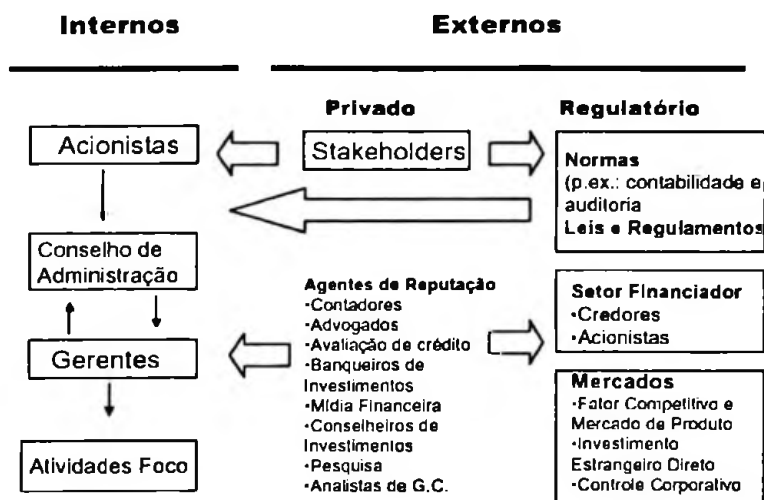 Internos
Externos
Acionistas
Conselho de
Administração
Gerentes
Atividades Foco
Privado
Stakeholders
Agentes de Reputação
•Contadores
•Advogados
•Avaliação de crédito
•Banqueiros de
Investimentos
•Mídia Financeira
•Conselheiros de
Investimentos
•Pesquisa
•Analistas de G.C.
Regulatório
Normas
(p.ex.: contabilidade e
auditoria
Leis e Regulamentos
Setor Financiador
•Credores
•Acionistas
Mercados
•Fator Competitivo e
Mercado de Produto
•Investimento
Estrangeiro Direto
•Controle Corporativo